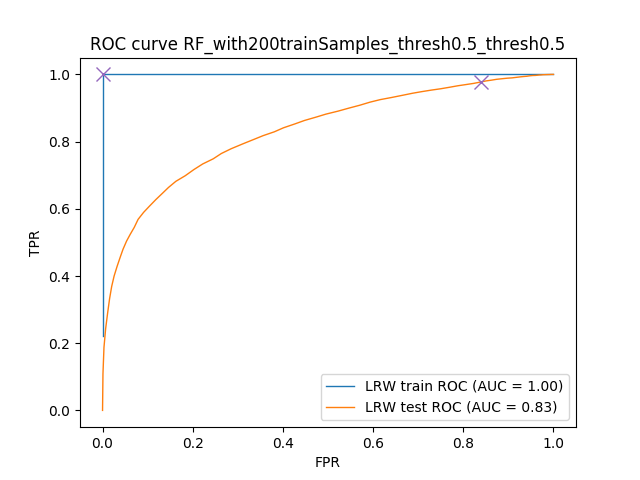 ROC curve RF_with200trainSamples_thresh0.5_thresh0.5
1.0
0.8
0.6
0.4
0.2
0.0
TPR
LRW train ROC (AUC = 1.00)
LRW test ROC (AUC = 0.83)
0.0 0.2 0.4 0.6 0.8 1.0
FPR